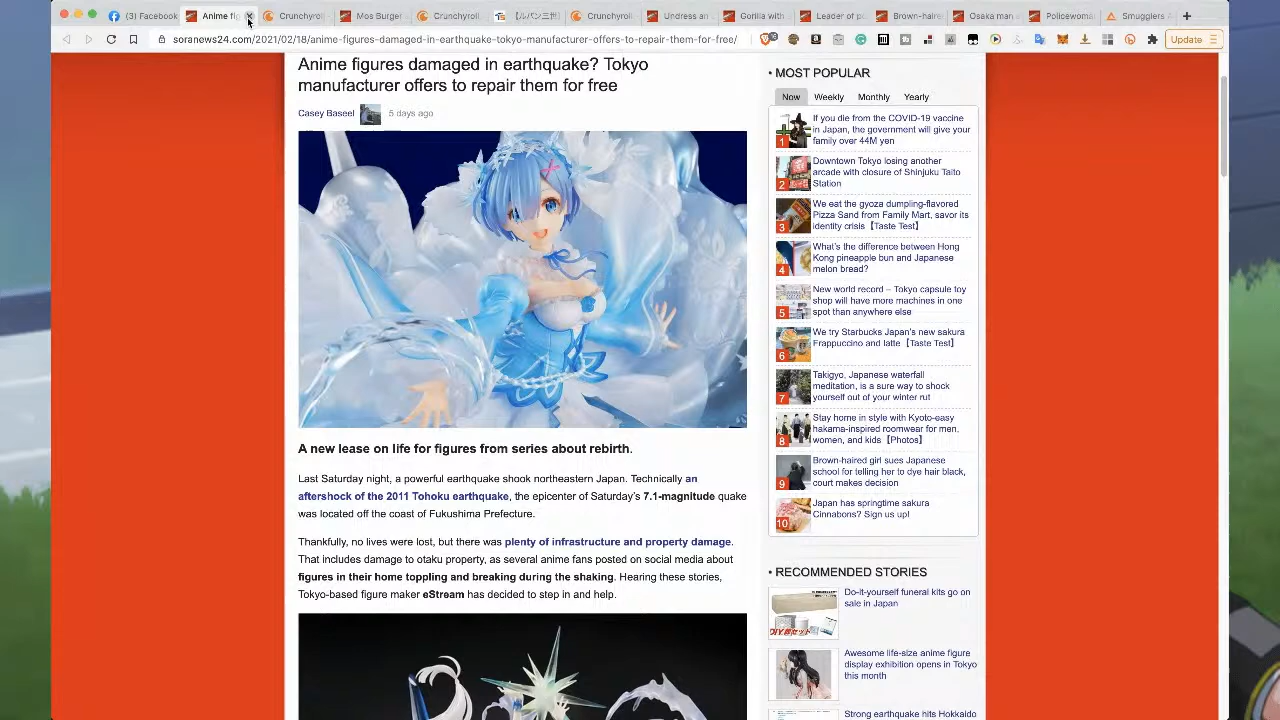 (3) Facebook
Anime fig
Crunchyroll
Mos Burger
Crunchyroll
Crunchyroll
Undress an
Gorilla with
Leader of p
Brown-haire
Osaka man
Policewoma
Smugglers A
soranews24.com/2021/02/18/anime-figure-damaged-in-earthquake-tokyo-manufacturer-offers-to-repair-them-for-free/
Update
Anime figures damaged in earthquake? Tokyo
manufacturer offers to repair them for free
Casey Baseel
5 days ago
A new lease on life for figures from series about rebirth.
Last Saturday night, a powerful earthquake shook northeastern Japan. Technically an
aftershock of the 2011 Tohoku earthquake, the epicenter of Saturday's 7.1-magnitude quake
was located off the coast of Fukushima Prefecture.
Thankfully, no lives were lost, but there was plenty of infrastructure and property damage.
That includes damage to otaku property, as several anime fans posted on social media about
figures in their home toppling and breaking during the shaking. Hearing these stories,
Tokyo-based figure maker eStream has decided to step in and help.
• MOST POPULAR
Now
Weekly
Monthly
Yearly
1
If you die from the COVID-19 vaccine
in Japan, the government will give your
family over 44M yen
2
Downtown Tokyo losing another
arcade with closure of Shinjuku Taito
Station
3
We eat the gyoza dumpling-flavored
Pizza Sand from Family Mart, savor its
identity crisis【Taste Test】
4
What's the difference between Hong
Kong pineapple bun and Japanese
melon bread?
5
New world record – Tokyo capsule toy
shop will have more machines in one
spot than anywhere else
6
We try Starbucks Japan's new sakura
Frappuccino and latte【Taste Test】
7
Takigyo, Japanese waterfall
meditation, is a sure way to shock
yourself out of your winter rut
8
Stay home in style with Kyoto-easy
hakama-inspired roomwear for men,
women, and kids【Photos】
9
Brown-haired girl sues Japanese
school for telling her to dye hair black,
court makes decision
10
Japan has springtime sakura
Cinnabons? Sign us up!
• RECOMMENDED STORIES
Do-it-yourself funeral kits go on
sale in Japan
Awesome life-size anime figure
display exhibition opens in Tokyo
this month
Strong earthquake hits Hokkaido